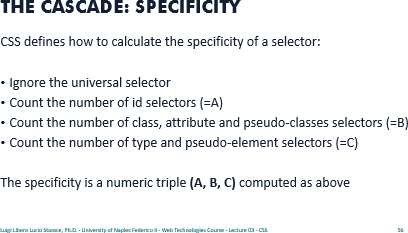 THE CASCADE: SPECIFICITY
CSS defines how to calculate the specificity of a selector:
• Ignore the universal selector
• Count the number of id selectors (=A)
• Count the number of class, attribute and pseudo-classes selectors (=B)
• Count the number of type and pseudo-element selectors (=C)
The specificity is a numeric triple (A, B, C) computed as above
Luigi Libero Lucio Starace, Ph.D. - University of Naples Federico II - Web Technologies Course - Lecture 03 - CSS 56